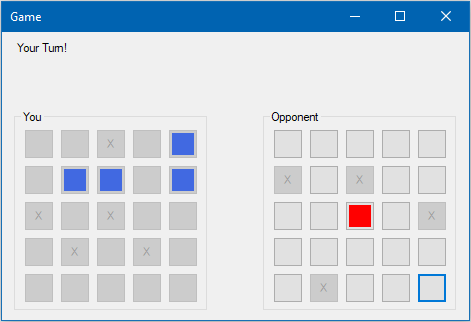 Game
Your Turn!
You
Opponent
X
X X
X X X
X X
X